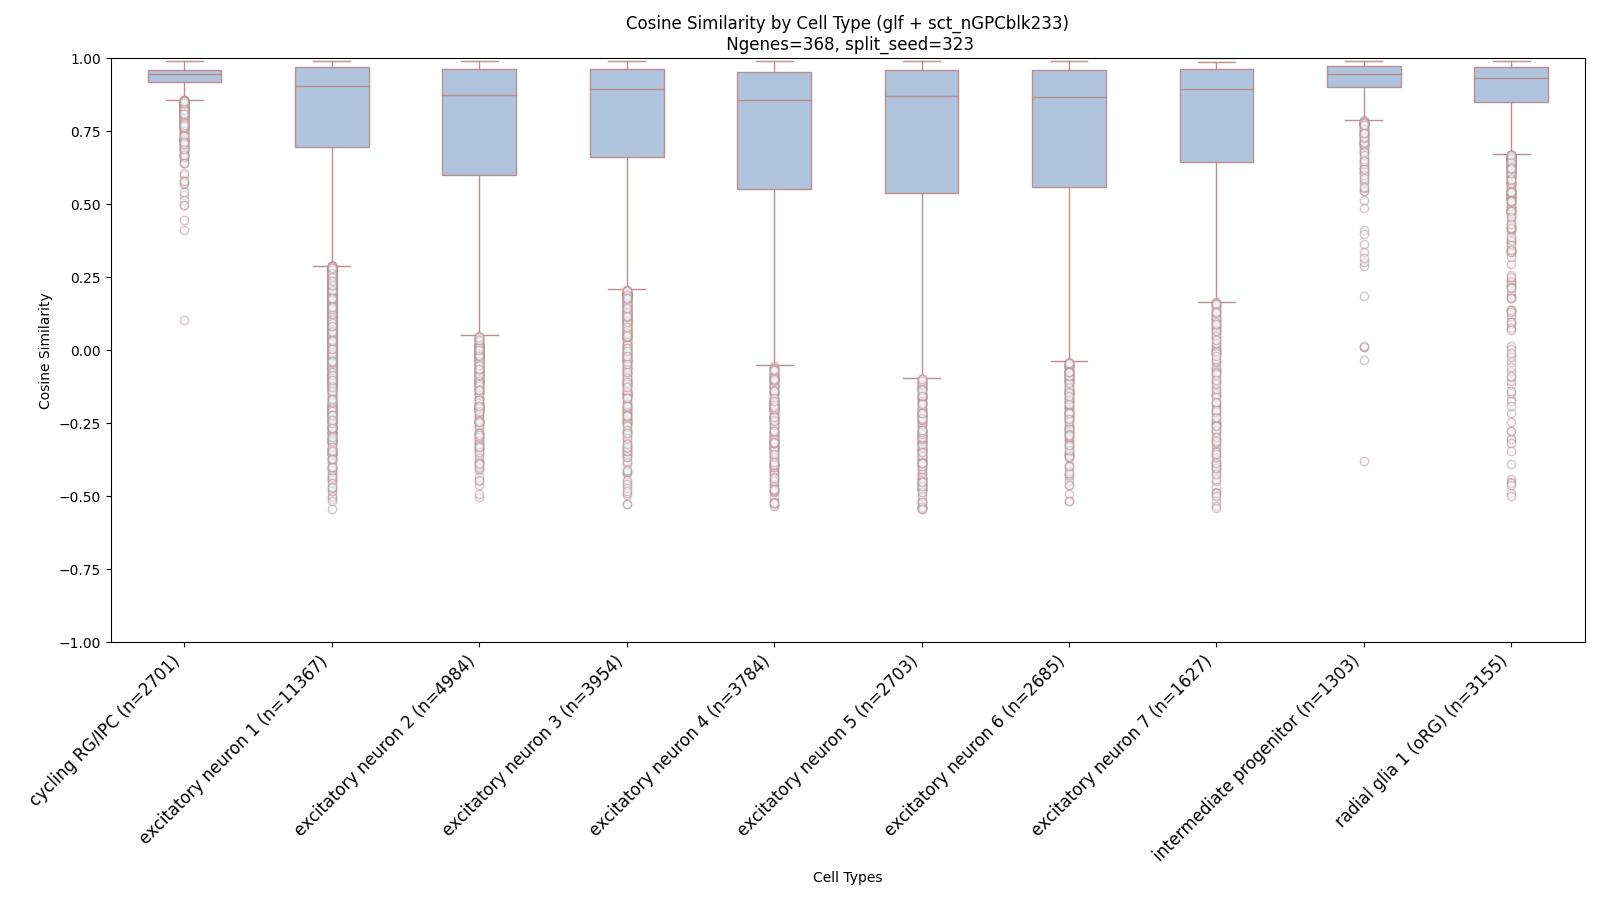 Cosine Similarity by Cell Type (glf + sct_nGPCblk233)
Ngenes=368, split_seed=323
1.00
0.75
0.50
0.25
0.00
−0.25
−0.50
−0.75
−1.00
Cosine Similarity
cycling RG/IPC (n=2701)
excitatory neuron 1 (n=11367)
excitatory neuron 2 (n=4984)
excitatory neuron 3 (n=3954)
excitatory neuron 4 (n=3784)
excitatory neuron 5 (n=2703)
excitatory neuron 6 (n=2685)
excitatory neuron 7 (n=1627)
intermediate progenitor (n=1303)
radial glia 1 (oRG) (n=3155)
Cell Types